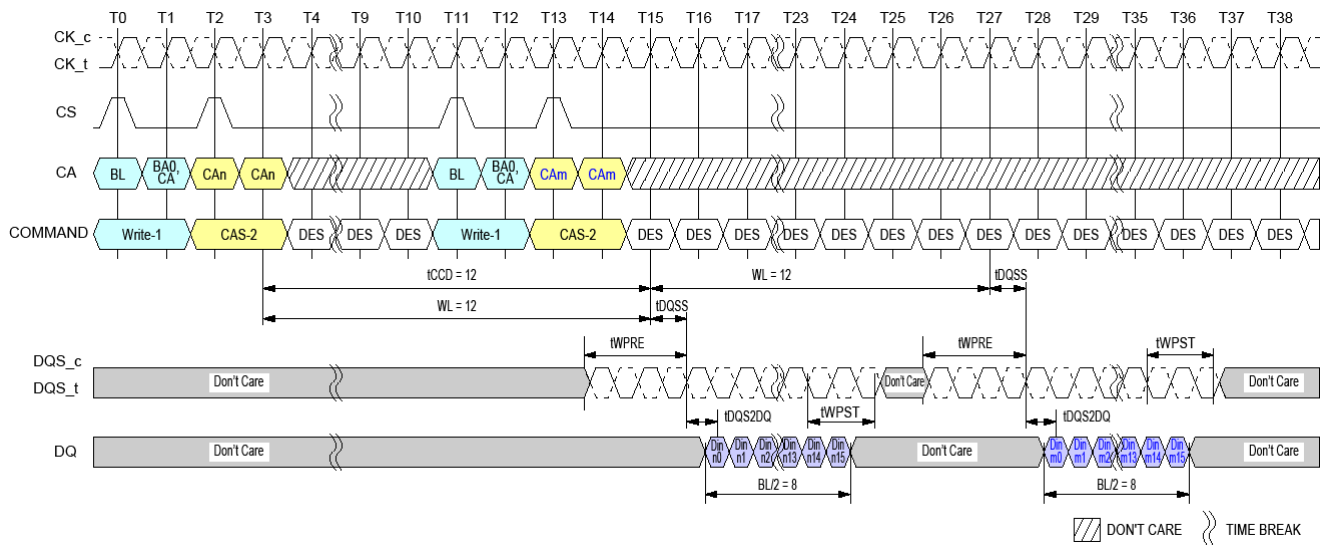 T0 T1 T2 T3 T4 T9 T10 T11 T12 T13 T14 T15 T16 T17 T23 T24 T25 T26 T27 T28 T29 T35 T36 T37 T38
CK_c
CK_t
CS
CA BL BA0, CA CAn CAn BL BA0, CA CAm CAm
COMMAND Write-1 CAS-2 DES DES DES Write-1 CAS-2 DES DES DES DES DES DES DES DES DES DES DES DES DES DES
tCCD = 12 WL = 12 tDQSS
WL = 12 tDQSS
tWPRE tWPRE tWPST
DQS_c
DQS_t Don't Care Don't Care Don't Care
tDQS2DQ tWPST tDQS2DQ
DQ Don't Care Din n0 Din n1 Din n2 Din n13 Din n14 Din n15 Don't Care Din m0 Din m1 Din m2 Din m13 Din m14 Din m15 Don't Care
BL/2 = 8 BL/2 = 8
DON'T CARE TIME BREAK